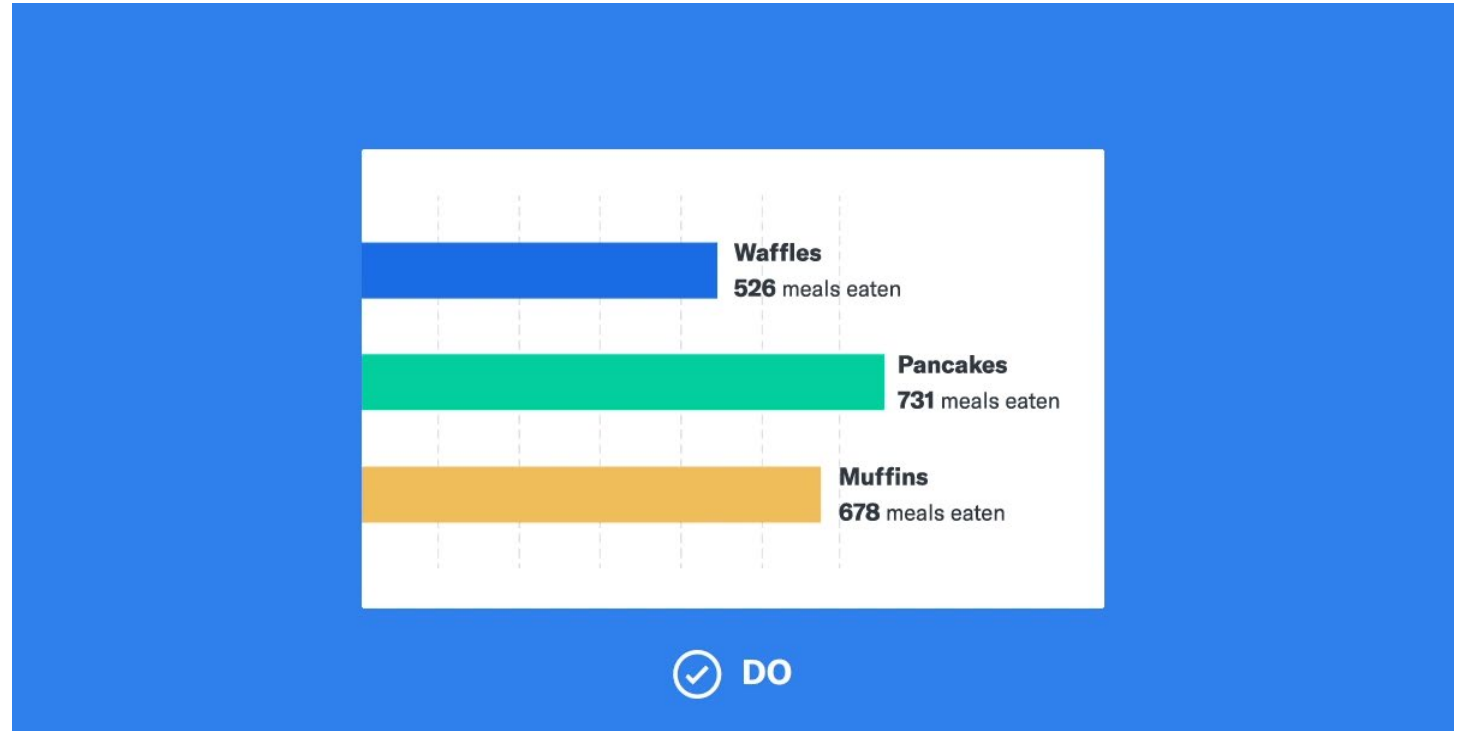 Waffles
526 meals eaten
Pancakes
731 meals eaten
Muffins
678 meals eaten
DO